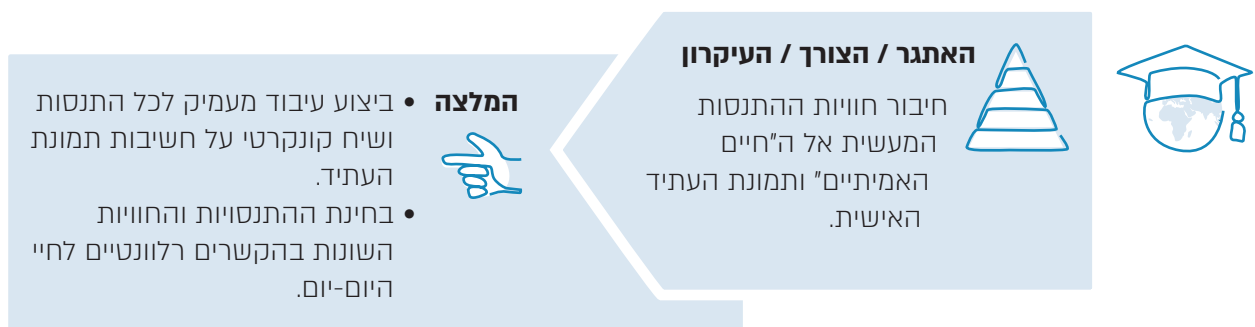 האתגר / הצורך / העיקרון
חיבור חוויות ההתנסות
המעשית אל ה"חיים
האמיתיים" ותמונת העתיד
האישית.
המלצה
• ביצוע עיבוד מעמיק לכל התנסות
ושיח קונקרטי על חשיבות תמונת
העתיד.
• בחינת ההתנסויות והחוויות
השונות בהקשרים רלוונטיים לחיי
היום-יום.